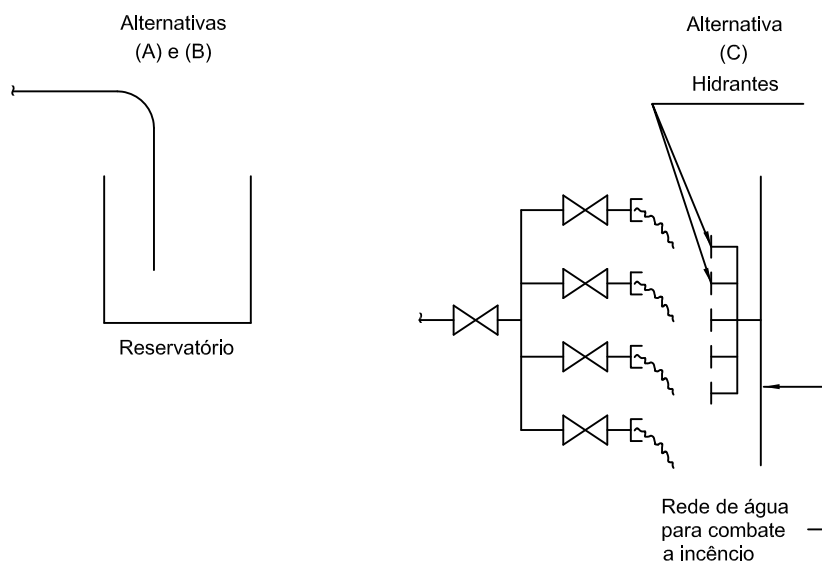 Alternativas
(A) e (B)
Reservatório
Alternativa
(C)
Hidrantes
Rede de água
para combate
a incêncio